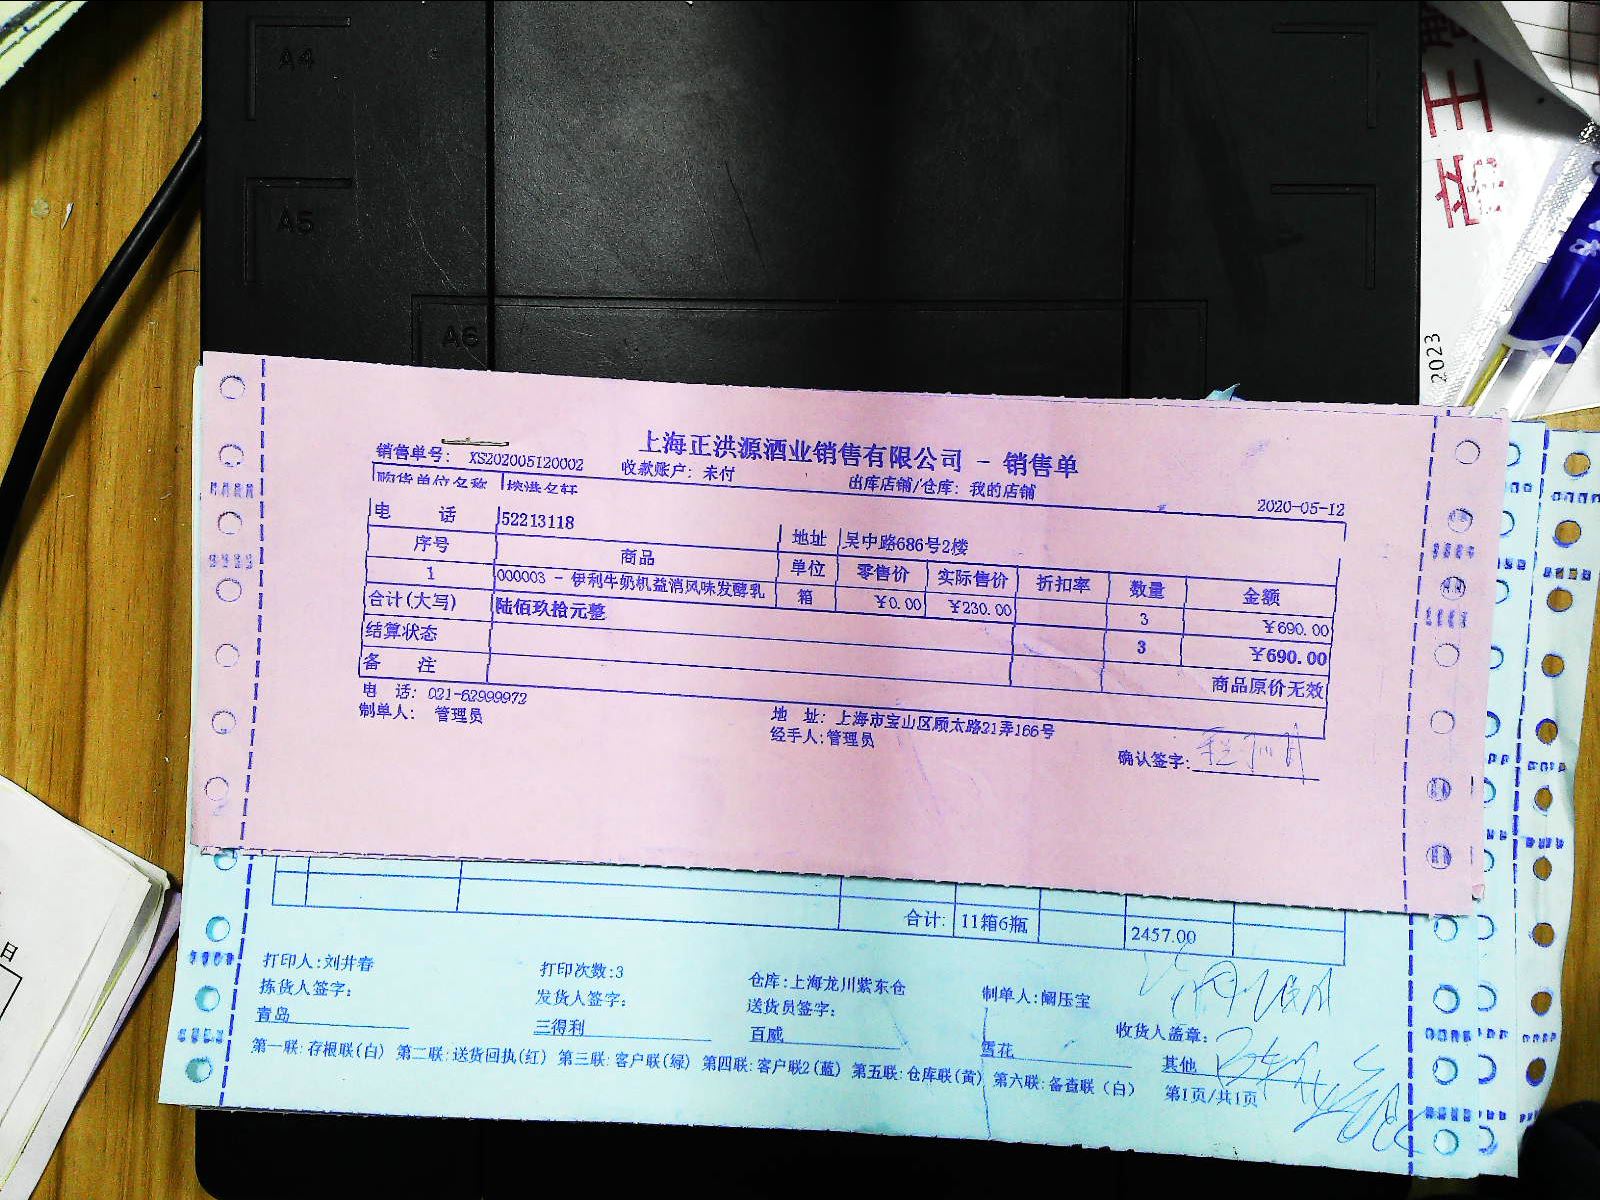 A4
A5
A6
帝王
2023
日
上海正洪源酒业销售有限公司 - 销售单
销售单号: XS202005120002 收款账户: 未付 出库店铺/仓库: 我的店铺 2020-05-12
购货单位名称
电 话 52213118 地址 吴中路686号2楼
序号 商品 单位 零售价 实际售价 折扣率 数量 金额
1 000003 - 伊利牛奶机益消风味发酵乳 箱 ¥0.00 ¥230.00 3 ¥690.00
合计(大写) 陆佰玖拾元整 3 ¥690.00
结算状态 商品原价无效
备 注
电 话: 021-62999972 地 址: 上海市宝山区顾太路21弄166号
制单人: 管理员 经手人:管理员 确认签字:
合计: 11箱6瓶 2457.00
打印人:刘井春 打印次数:3 仓库:上海龙川紫东仓 制单人:阚压宝
拣货人签字: 发货人签字: 送货员签字: 收货人盖章:
青岛 三得利 百威 雪花 其他
第一联:存根联(白) 第二联:送货回执(红) 第三联:客户联(绿) 第四联:客户联2(蓝) 第五联:仓库联(黄) 第六联:备查联 (白) 第1页/共1页